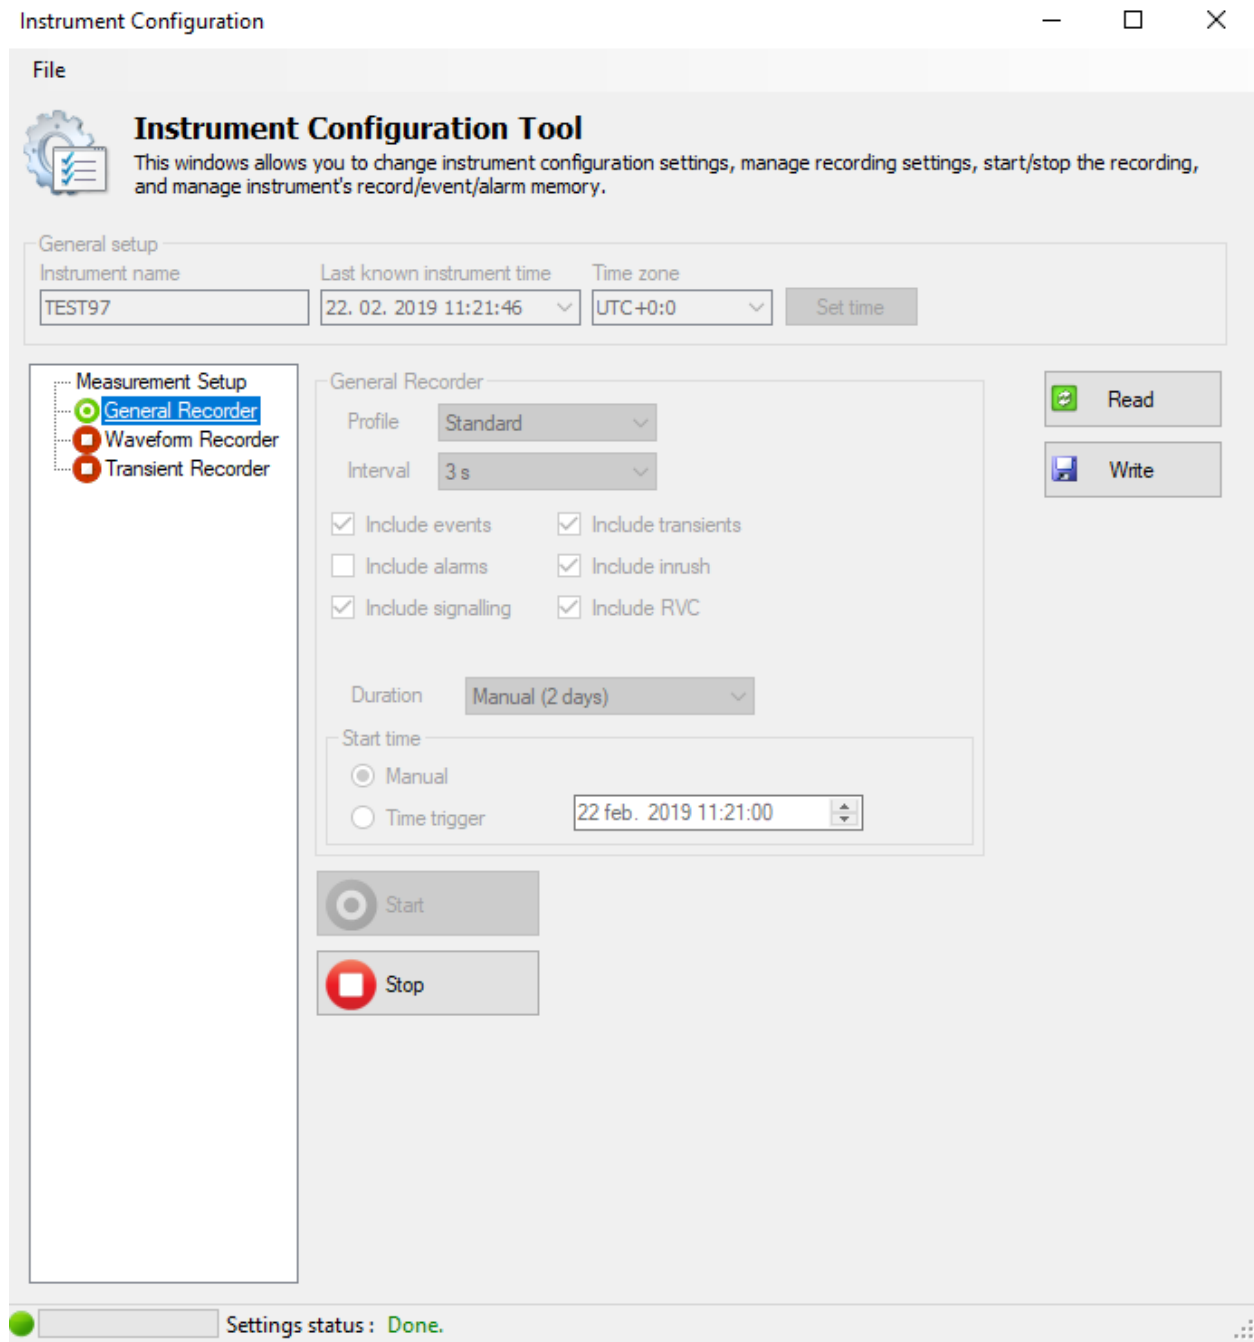 Instrument Configuration
File
Instrument Configuration Tool
This windows allows you to change instrument configuration settings, manage recording settings, start/stop the recording,
and manage instrument's record/event/alarm memory.
General setup
Instrument name Last known instrument time Time zone
TEST97 22. 02. 2019 11:21:46 UTC+0:0 Set time
Measurement Setup
General Recorder
Waveform Recorder
Transient Recorder
General Recorder
Profile Standard
Interval 3 s
Include events Include transients
Include alarms Include inrush
Include signalling Include RVC
Duration Manual (2 days)
Start time
Manual
Time trigger 22 feb. 2019 11:21:00
Start
Stop
Read
Write
Settings status : Done.